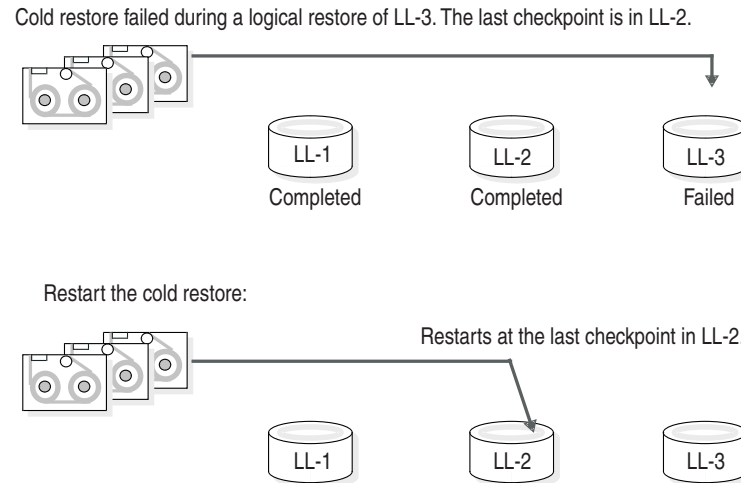 Cold restore failed during a logical restore of LL-3. The last checkpoint is in LL-2.
LL-1
LL-2
LL-3
Completed
Completed
Failed
Restart the cold restore:
Restarts at the last checkpoint in LL-2
LL-1
LL-2
LL-3